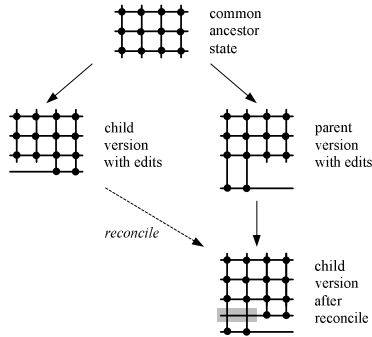 common
ancestor
state
child
version
with edits
parent
version
with edits
reconcile
child
version
after
reconcile